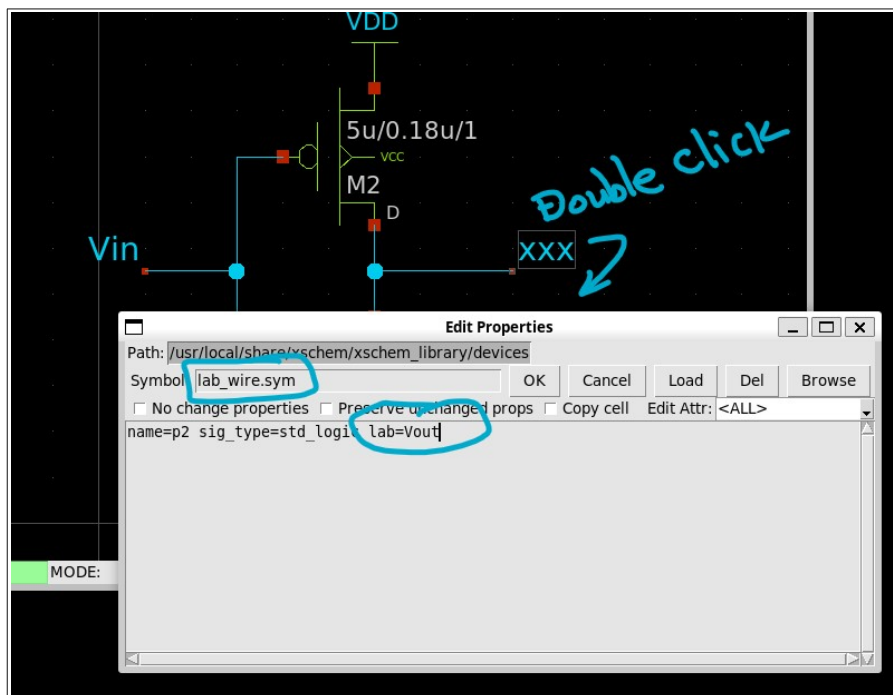 VDD
5u/0.18u/1
VCC
M2
D
Double click
Vin
xxx
Edit Properties
Path: /usr/local/share/xschem/xschem_library/devices
Symbol lab_wire.sym OK Cancel Load Del Browse
No change properties Preserve unchanged props Copy cell Edit Attr: <ALL>
name=p2 sig_type=std_logic lab=Vout
MODE: